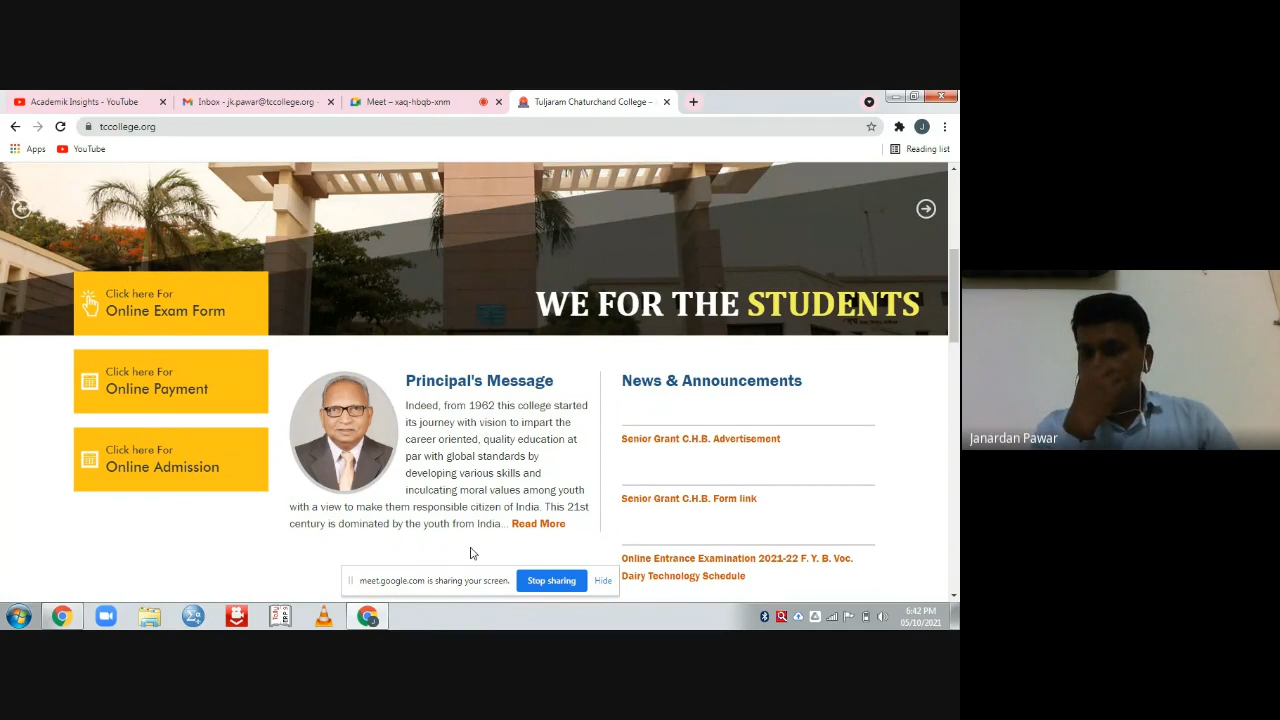 Academik Insights - YouTube
Inbox - jk.pawar@tccollege.org -
Meet – xaq-hbqb-xnm
Tuljaram Chaturchand College –
tccollege.org
J
Apps
YouTube
Reading list
Click here For
Online Exam Form
WE FOR THE STUDENTS
Click here For
Online Payment
Click here For
Online Admission
Principal's Message
Indeed, from 1962 this college started
its journey with vision to impart the
career oriented, quality education at
par with global standards by
developing various skills and
inculcating moral values among youth
with a view to make them responsible citizen of India. This 21st
century is dominated by the youth from India... Read More
News & Announcements
Senior Grant C.H.B. Advertisement
Senior Grant C.H.B. Form link
Online Entrance Examination 2021-22 F. Y. B. Voc.
Dairy Technology Schedule
meet.google.com is sharing your screen.
Stop sharing
Hide
6:42 PM
05/10/2021
Janardan Pawar